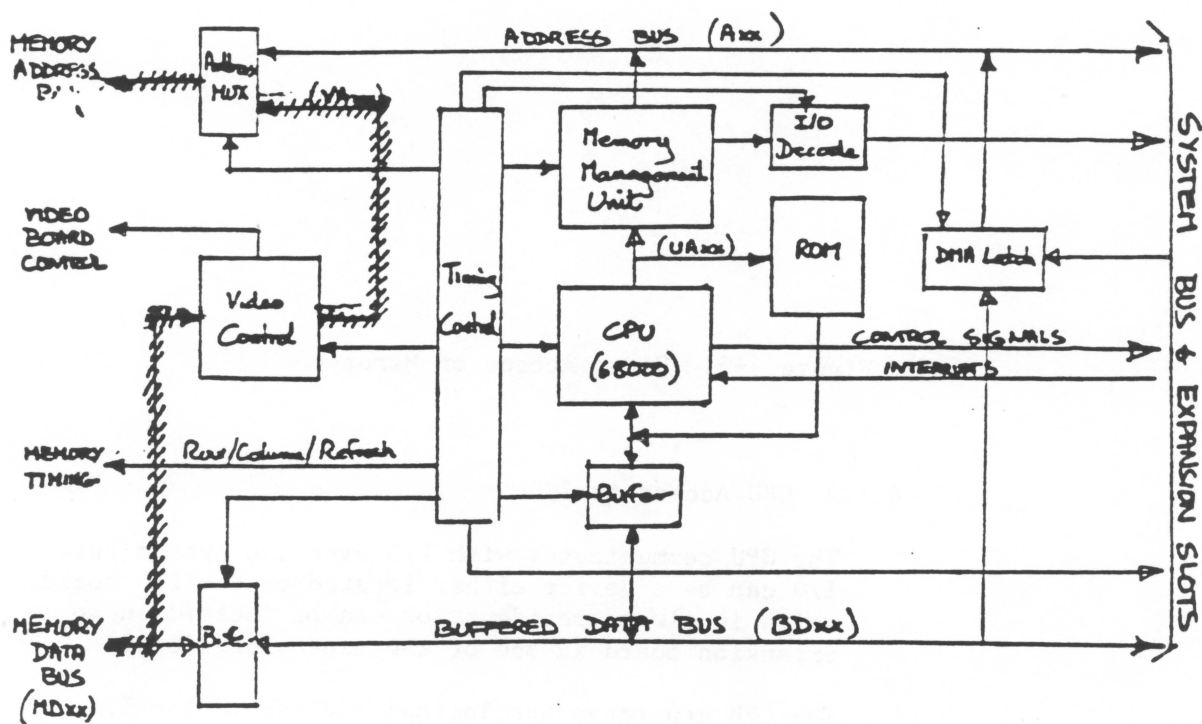 MEMORY
ADDRESS
Address
MUX
ADDRESS BUS (Axx)
Memory
Management
Unit
I/O
Decode
VIDEO
BOARD
CONTROL
Video
Control
Timing
Control
(UAxx)
ROM
DMA Latch
CPU
(68000)
CONTROL SIGNALS
INTERRUPTS
MEMORY
TIMING
Row/Column/Refresh
Buffer
MEMORY
DATA
BUS
(MDxx)
BUFFERED DATA BUS (BDxx)
SYSTEM BUS & EXPANSION SLOTS